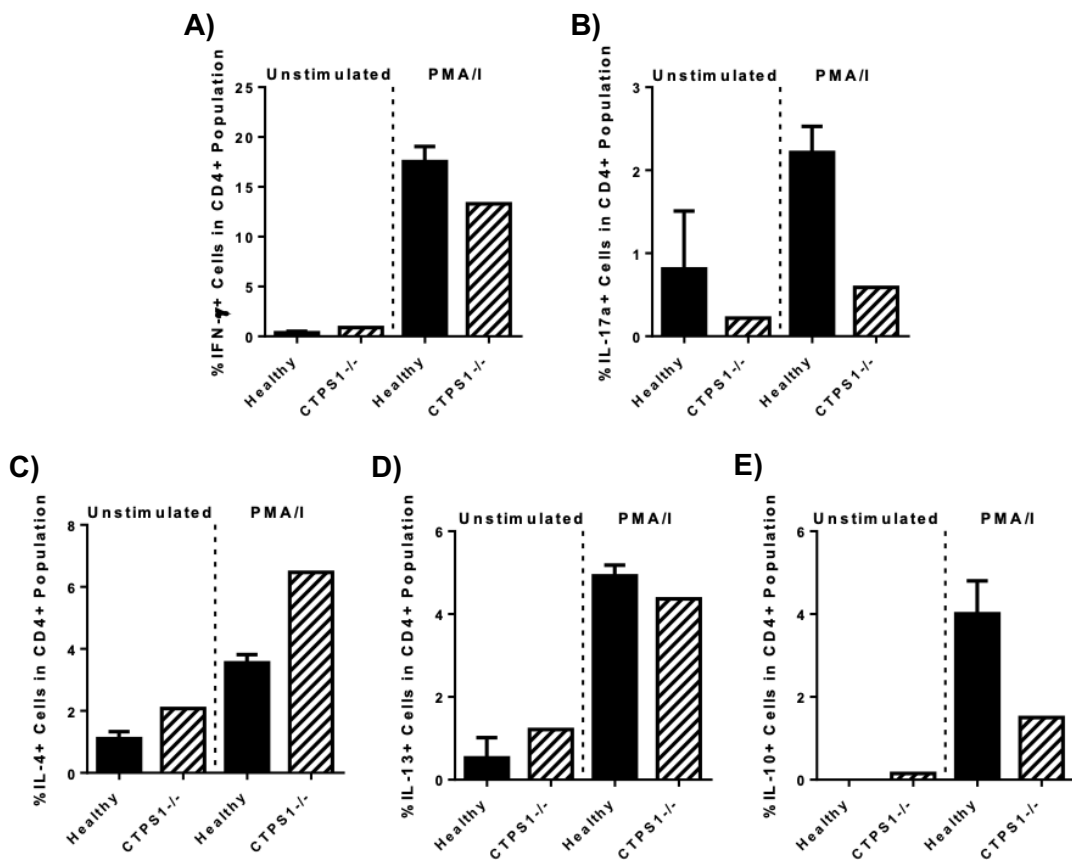 A)
Unstimulated PMA/I
%IFN-γ+ Cells in CD4+ Population
25
20
15
10
5
0
Healthy
CTPS1-/-
Healthy
CTPS1-/-
B)
Unstimulated PMA/I
%IL-17a+ Cells in CD4+ Population
3
2
1
0
Healthy
CTPS1-/-
Healthy
CTPS1-/-
C)
Unstimulated PMA/I
%IL-4+ Cells in CD4+ Population
8
6
4
2
0
Healthy
CTPS1-/-
Healthy
CTPS1-/-
D)
Unstimulated PMA/I
%IL-13+ Cells in CD4+ Population
6
4
2
0
Healthy
CTPS1-/-
Healthy
CTPS1-/-
E)
Unstimulated PMA/I
%IL-10+ Cells in CD4+ Population
6
4
2
0
Healthy
CTPS1-/-
Healthy
CTPS1-/-